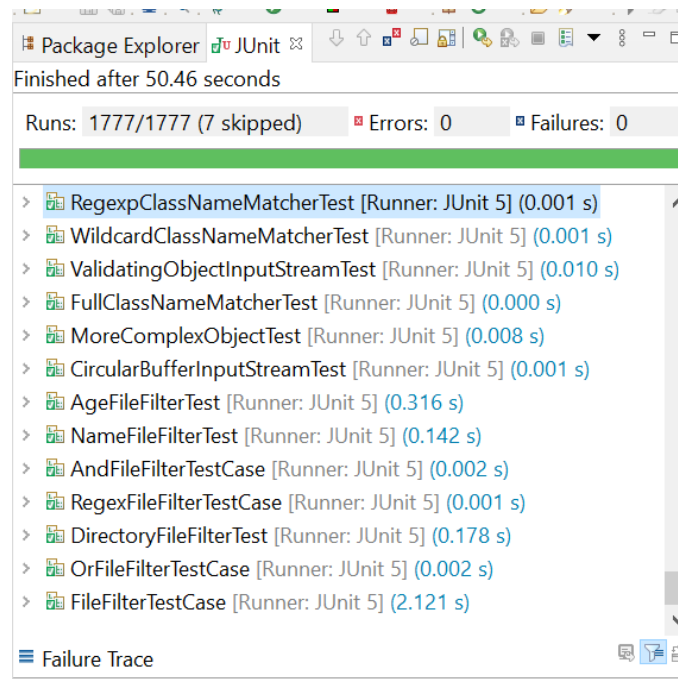 Package Explorer JUnit
Finished after 50.46 seconds
Runs: 1777/1777 (7 skipped) Errors: 0 Failures: 0
RegexpClassNameMatcherTest [Runner: JUnit 5] (0.001 s)
WildcardClassNameMatcherTest [Runner: JUnit 5] (0.001 s)
ValidatingObjectInputStreamTest [Runner: JUnit 5] (0.010 s)
FullClassNameMatcherTest [Runner: JUnit 5] (0.000 s)
MoreComplexObjectTest [Runner: JUnit 5] (0.008 s)
CircularBufferInputStreamTest [Runner: JUnit 5] (0.001 s)
AgeFileFilterTest [Runner: JUnit 5] (0.316 s)
NameFileFilterTest [Runner: JUnit 5] (0.142 s)
AndFileFilterTestCase [Runner: JUnit 5] (0.002 s)
RegexFileFilterTestCase [Runner: JUnit 5] (0.001 s)
DirectoryFileFilterTest [Runner: JUnit 5] (0.178 s)
OrFileFilterTestCase [Runner: JUnit 5] (0.002 s)
FileFilterTestCase [Runner: JUnit 5] (2.121 s)
Failure Trace